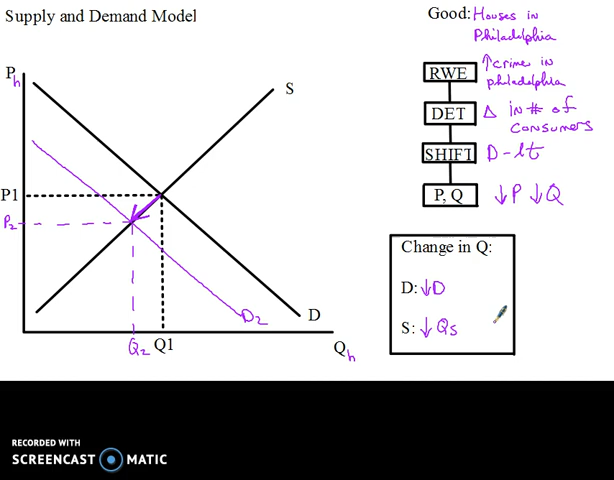 Supply and Demand Model
Good: Houses in
Philadelphia
↑ crime in
RWE
philadelphia
DET Δ in # of
consumers
SHIFT D-lt
P, Q ↓P ↓Q
Ph
S
P1
P2
D2
D
Q2 Q1
Qh
Change in Q:
D: ↓D
S: ↓Qs
RECORDED WITH
SCREENCAST MATIC